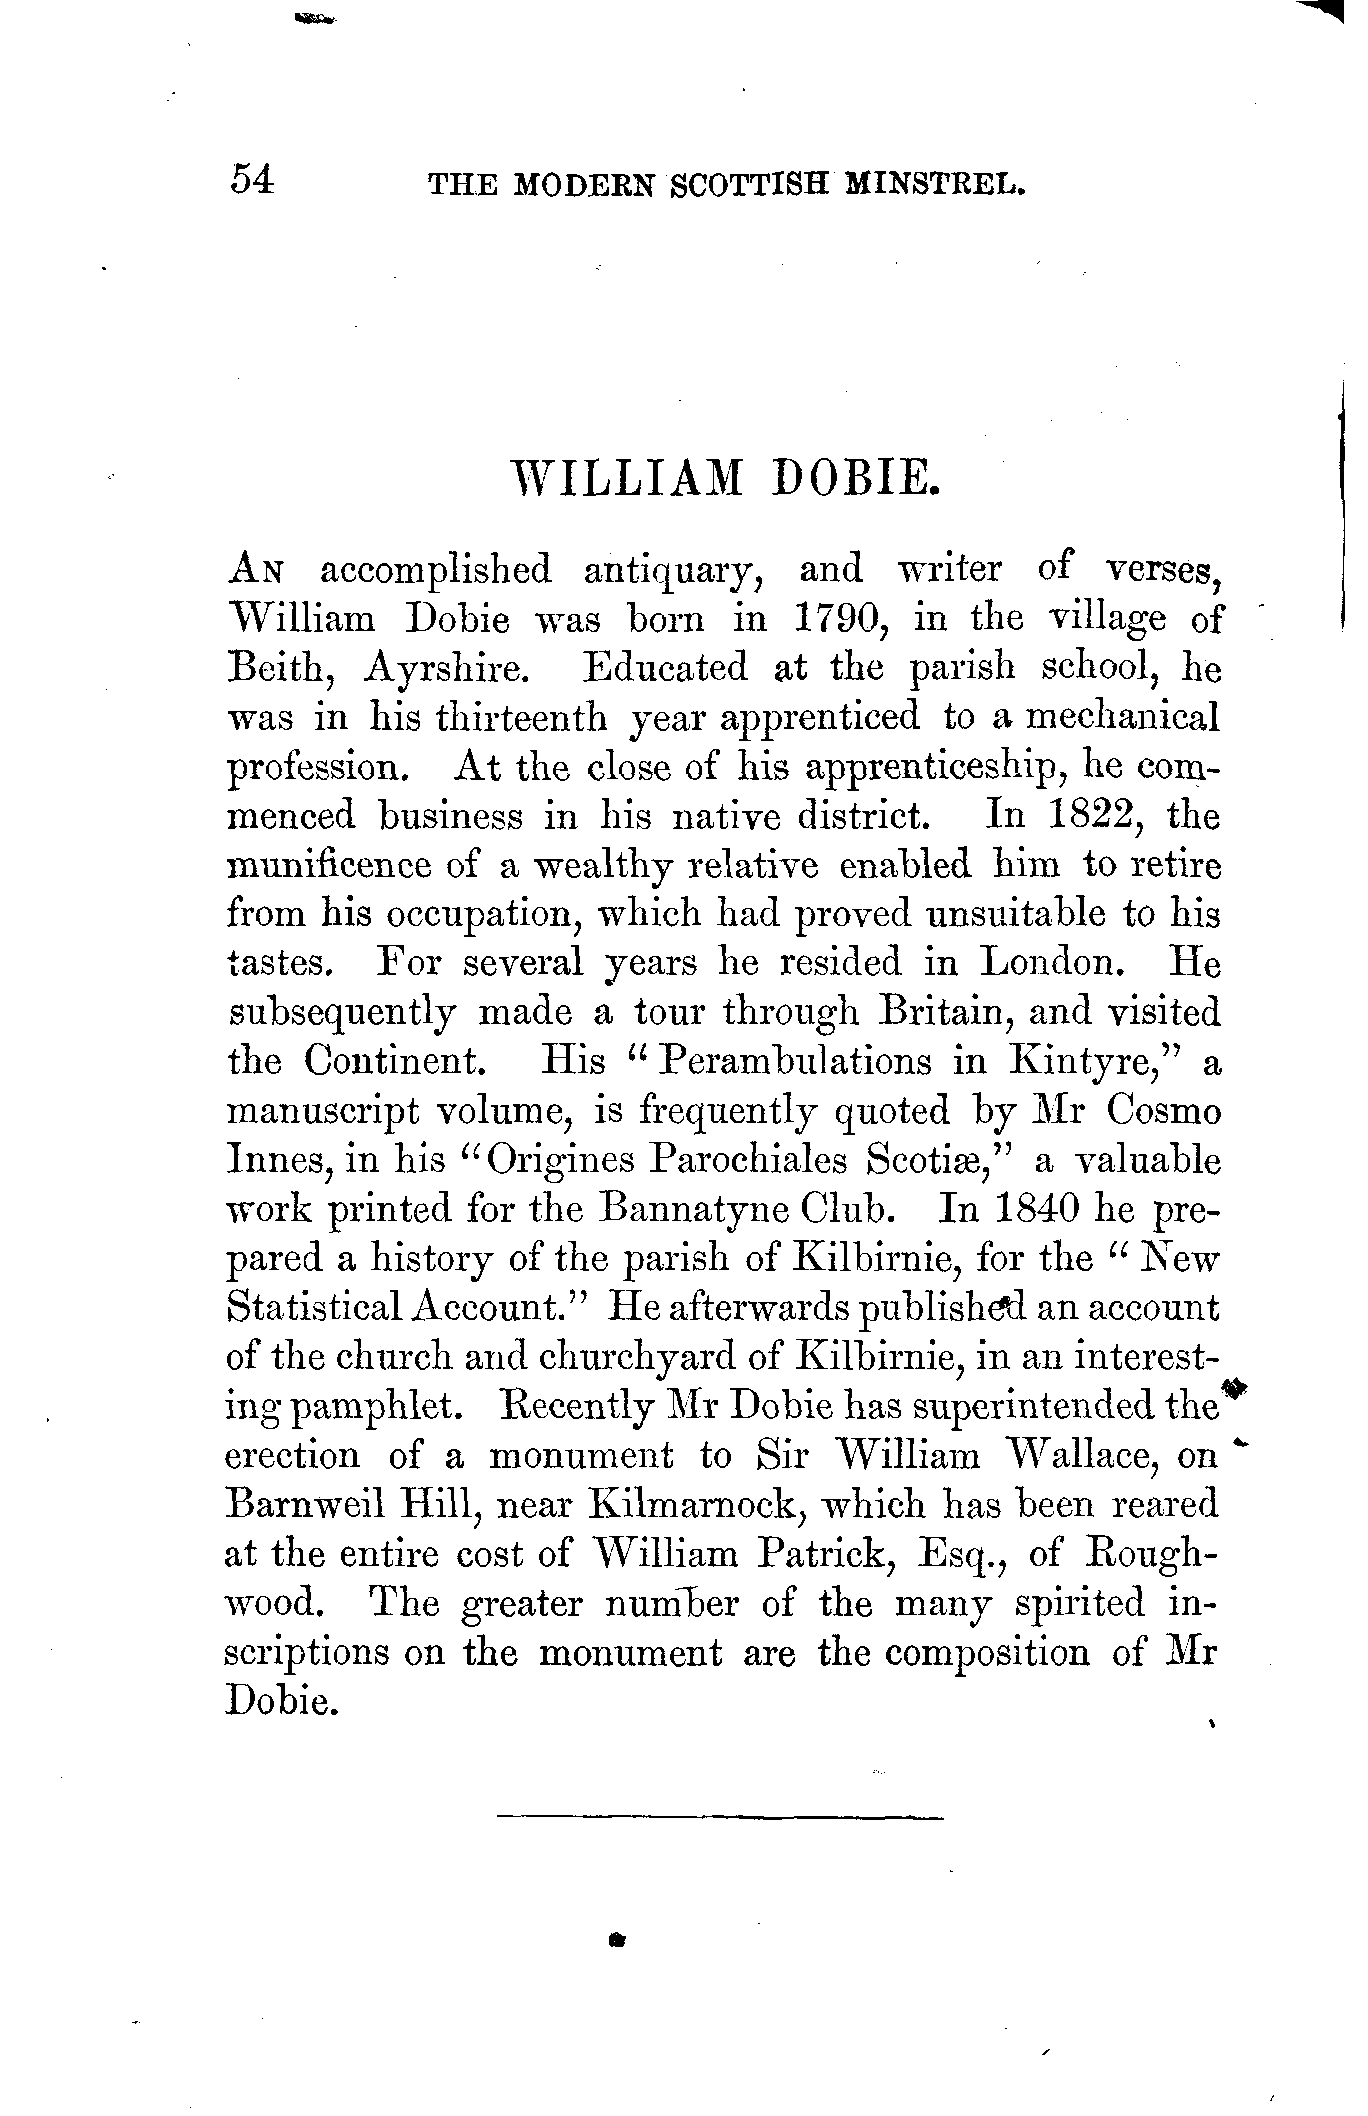 54 THE MODERN SCOTTISH MINSTREL.
WILLIAM DOBIE.
AN accomplished antiquary, and writer of verses,
William Dobie was born in 1790, in the village of
Beith, Ayrshire. Educated at the parish school, he
was in his thirteenth year apprenticed to a mechanical
profession. At the close of his apprenticeship, he com-
menced business in his native district. In 1822, the
munificence of a wealthy relative enabled him to retire
from his occupation, which had proved unsuitable to his
tastes. For several years he resided in London. He
subsequently made a tour through Britain, and visited
the Continent. His “Perambulations in Kintyre,” a
manuscript volume, is frequently quoted by Mr Cosmo
Innes, in his “Origines Parochiales Scotiæ,” a valuable
work printed for the Bannatyne Club. In 1840 he pre-
pared a history of the parish of Kilbirnie, for the “New
Statistical Account.” He afterwards published an account
of the church and churchyard of Kilbirnie, in an interest-
ing pamphlet. Recently Mr Dobie has superintended the
erection of a monument to Sir William Wallace, on
Barnweil Hill, near Kilmarnock, which has been reared
at the entire cost of William Patrick, Esq., of Rough-
wood. The greater number of the many spirited in-
scriptions on the monument are the composition of Mr
Dobie.